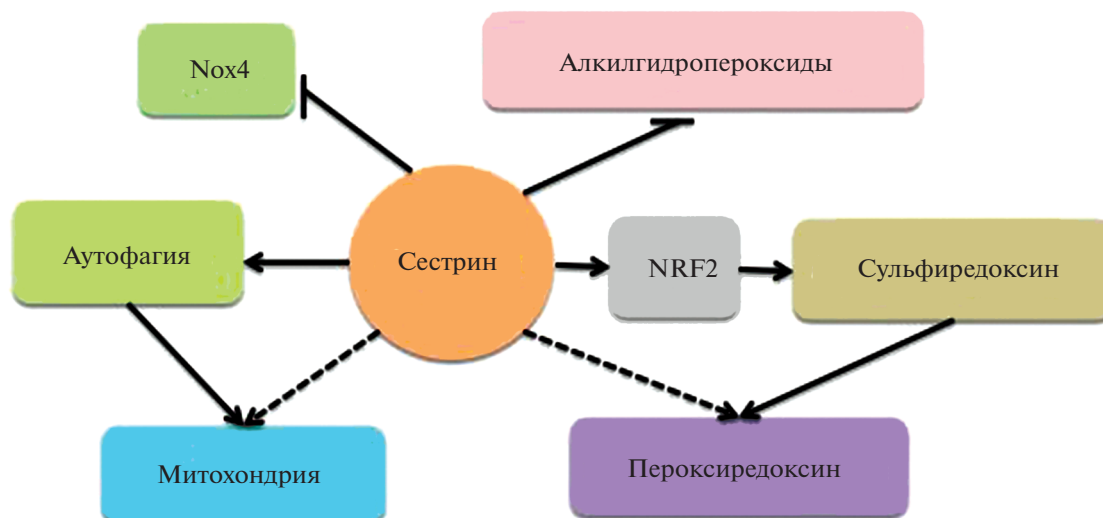 Nox4
Алкилгидропероксиды
Аутофагия
Сестрин
NRF2
Сульфиредоксин
Митохондрия
Пероксиредоксин